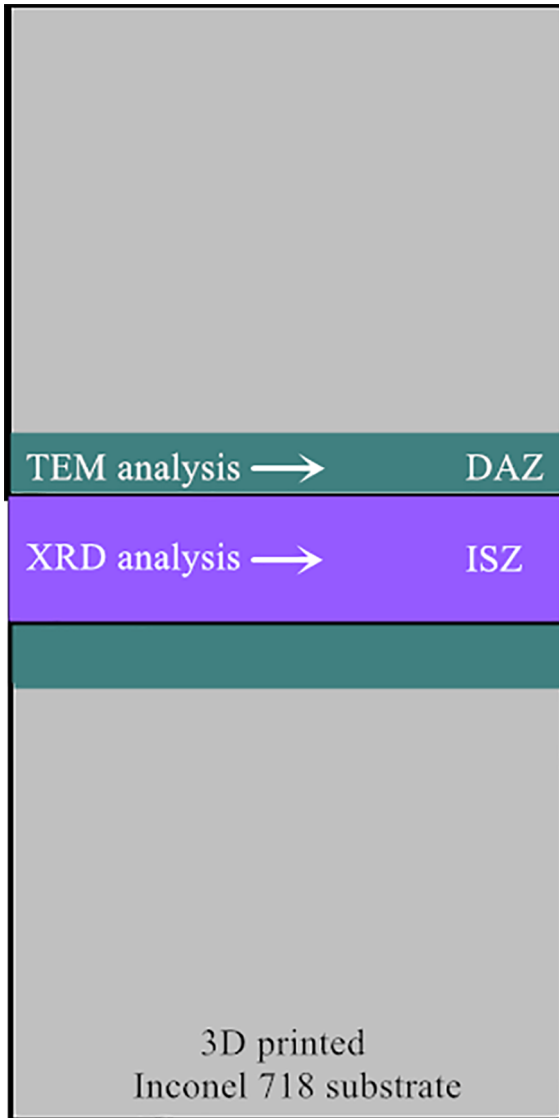 TEM analysis → DAZ
XRD analysis → ISZ
3D printed
Inconel 718 substrate